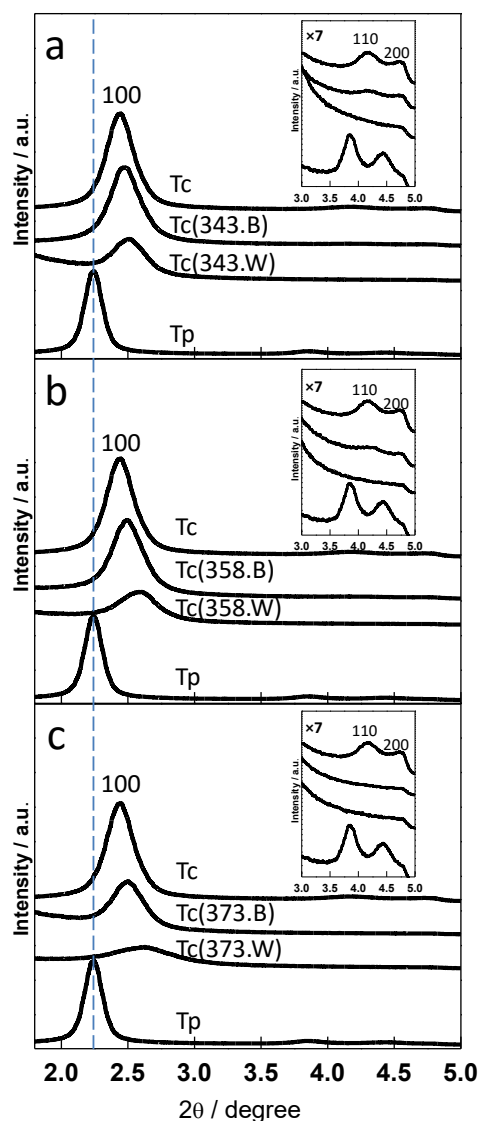 a
×7
110
200
Intensity / a.u.
3.0 3.5 4.0 4.5 5.0
100
Tc
Tc(343.B)
Tc(343.W)
Tp
Intensity / a.u.
b
×7
110
200
Intensity / a.u.
3.0 3.5 4.0 4.5 5.0
100
Tc
Tc(358.B)
Tc(358.W)
Tp
Intensity / a.u.
c
×7
110
200
Intensity / a.u.
3.0 3.5 4.0 4.5 5.0
100
Tc
Tc(373.B)
Tc(373.W)
Tp
Intensity / a.u.
2.0 2.5 3.0 3.5 4.0 4.5 5.0
2θ / degree